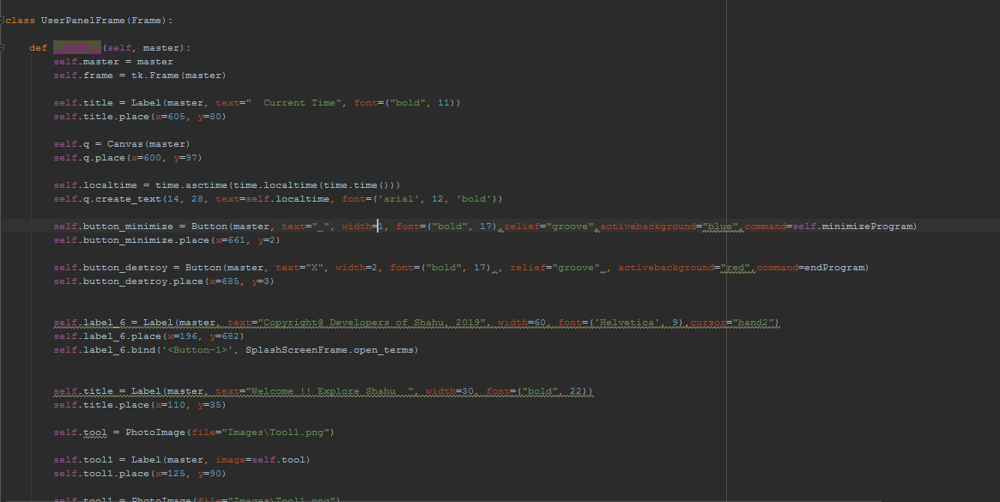 class UserPanelFrame(Frame):
def __init__(self, master):
self.master = master
self.frame = tk.Frame(master)
self.title = Label(master, text="  Current Time", font=("bold", 11))
self.title.place(x=605, y=80)
self.q = Canvas(master)
self.q.place(x=600, y=97)
self.localtime = time.asctime(time.localtime(time.time()))
self.q.create_text(14, 28, text=self.localtime, font=('arial', 12, 'bold'))
self.button_minimize = Button(master, text="_", width=1, font=("bold", 17),relief="groove",activebackground="blue",command=self.minimizeProgram)
self.button_minimize.place(x=661, y=2)
self.button_destroy = Button(master, text="X", width=2, font=("bold", 17) , relief="groove" , activebackground="red",command=endProgram)
self.button_destroy.place(x=685, y=3)
self.label_6 = Label(master, text="Copyright@ Developers of Shahu, 2019", width=60, font=('Helvetica', 9),cursor="hand2")
self.label_6.place(x=196, y=682)
self.label_6.bind('<Button-1>', SplashScreenFrame.open_terms)
self.title = Label(master, text="Welcome !! Explore Shahu  ", width=30, font=("bold", 22))
self.title.place(x=110, y=35)
self.tool = PhotoImage(file="Images\Tool1.png")
self.tool1 = Label(master, image=self.tool)
self.tool1.place(x=125, y=90)
self.tool1 = PhotoImage(file="Images\Tool1.png")